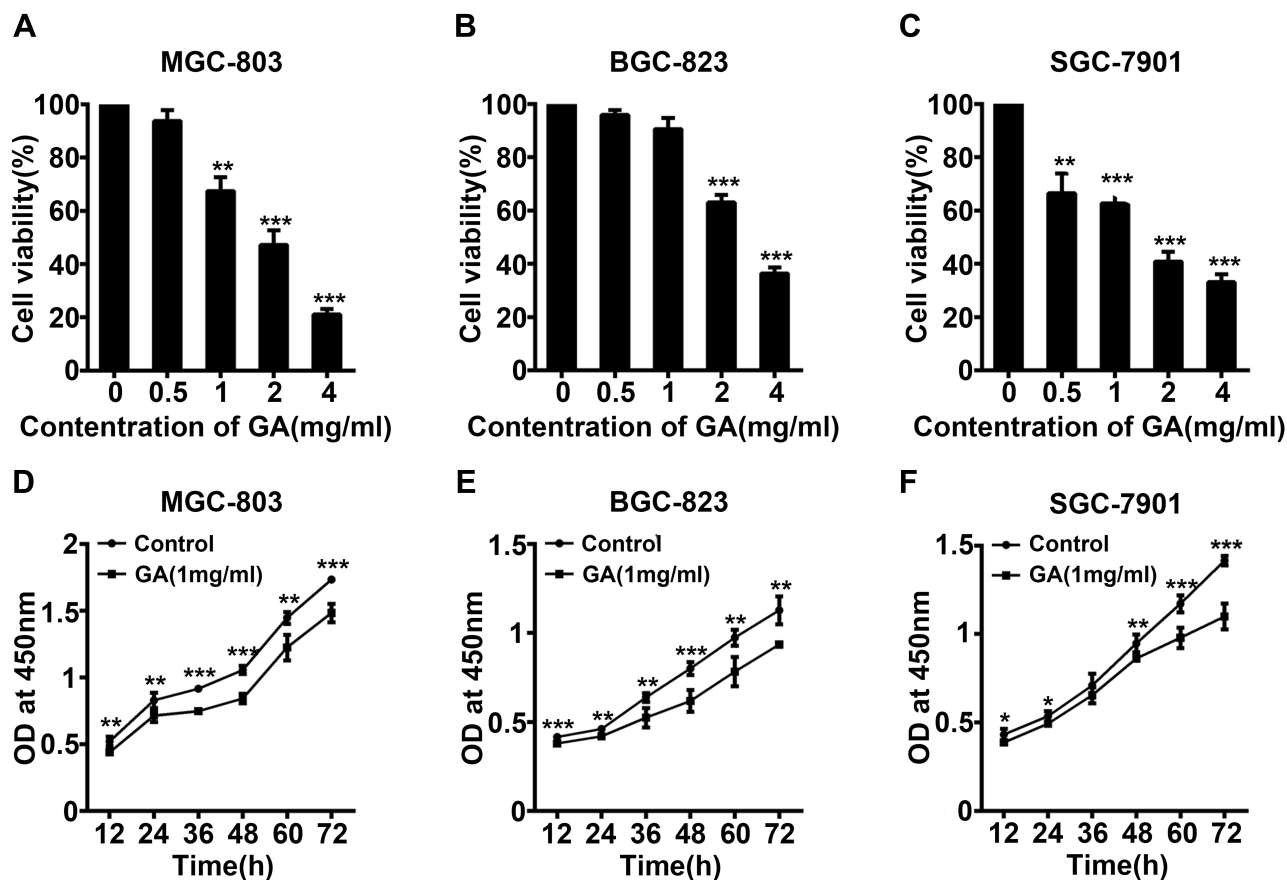 A
MGC-803
Cell viability(%)
100
80
60
40
20
0
**
***
***
0 0.5 1 2 4
Contentration of GA(mg/ml)
B
BGC-823
Cell viability(%)
100
80
60
40
20
0
***
***
0 0.5 1 2 4
Contentration of GA(mg/ml)
C
SGC-7901
Cell viability(%)
100
80
60
40
20
0
**
***
***
***
0 0.5 1 2 4
Contentration of GA(mg/ml)
D
MGC-803
OD at 450nm
2
1.5
1
0.5
0
Control
GA(1mg/ml)
**
**
***
***
**
***
12 24 36 48 60 72
Time(h)
E
BGC-823
OD at 450nm
1.5
1
0.5
0
Control
GA(1mg/ml)
***
**
**
***
**
**
12 24 36 48 60 72
Time(h)
F
SGC-7901
OD at 450nm
1.5
1
0.5
0
Control
GA(1mg/ml)
*
*
**
***
***
12 24 36 48 60 72
Time(h)